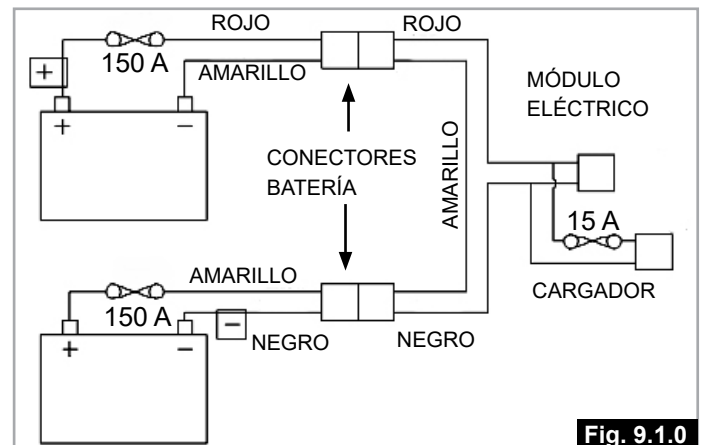 ROJO
ROJO
150 A
+
AMARILLO
+ −
MÓDULO
ELÉCTRICO
CONECTORES
BATERÍA
AMARILLO
15 A
CARGADOR
AMARILLO
150 A
−
NEGRO
NEGRO
+ −
Fig. 9.1.0